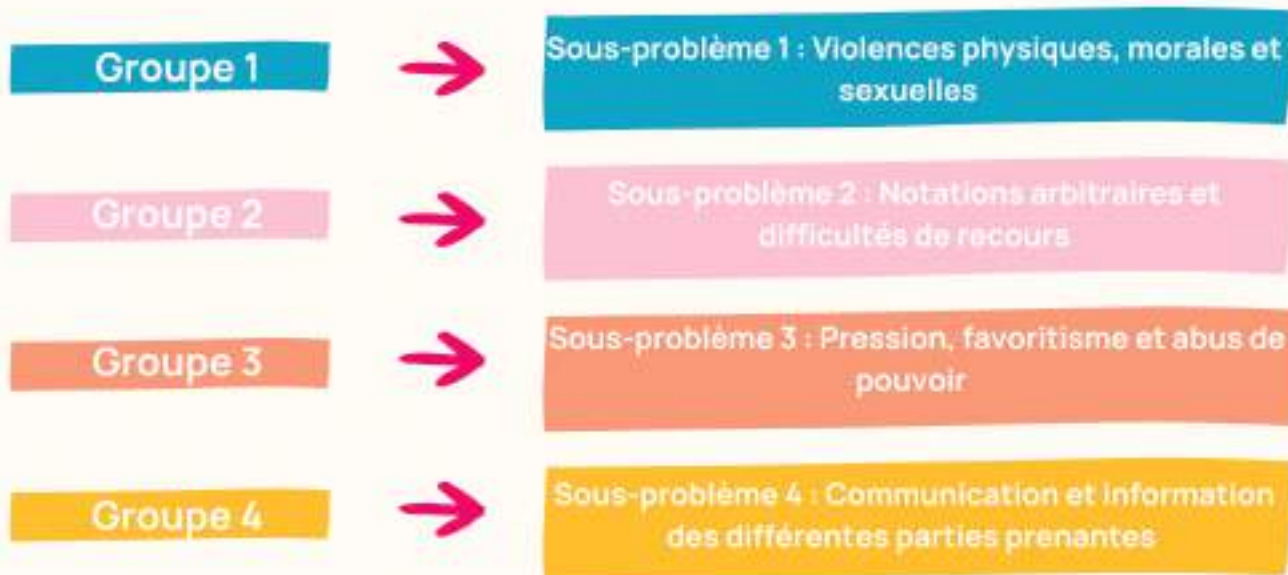 Groupe 1
Sous-problème 1 : Violences physiques, morales et
sexuelles
Groupe 2
Sous-problème 2 : Notations arbitraires et
difficultés de recours
Groupe 3
Sous-problème 3 : Pression, favoritisme et abus de
pouvoir
Groupe 4
Sous-problème 4 : Communication et information
des différentes parties prenantes